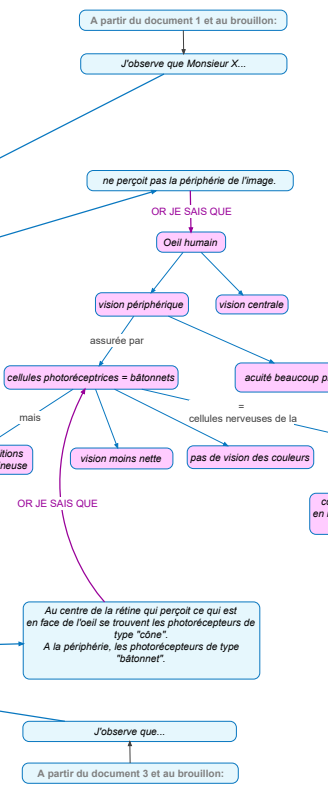 A partir du document 1 et au brouillon:
J'observe que Monsieur X...
ne perçoit pas la périphérie de l'image.
OR JE SAIS QUE
Oeil humain
vision périphérique
vision centrale
assurée par
cellules photoréceptrices = bâtonnets
acuité beaucoup p
=
cellules nerveuses de la
mais
itions
ineuse
vision moins nette
pas de vision des couleurs
en
OR JE SAIS QUE
Au centre de la rétine qui perçoit ce qui est
en face de l'oeil se trouvent les photorécepteurs de
type "cône".
A la périphérie, les photorécepteurs de type
"bâtonnet".
J'observe que...
A partir du document 3 et au brouillon: